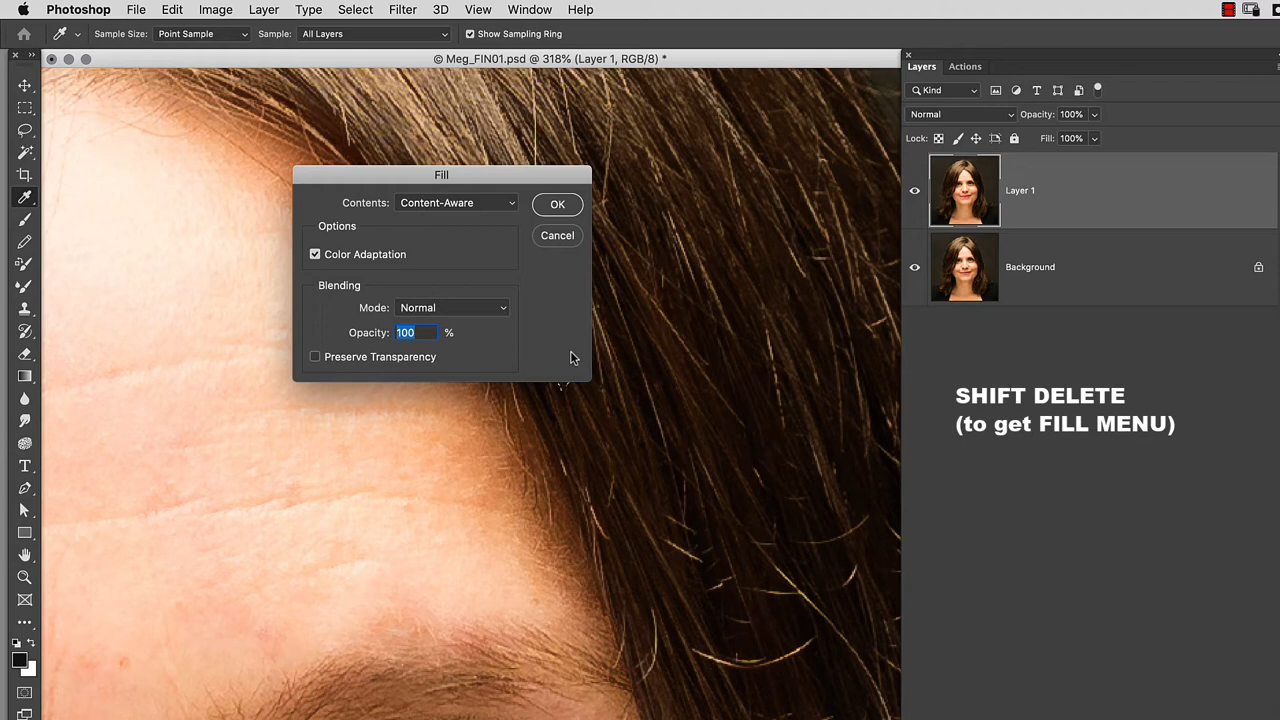 Photoshop File Edit Image Layer Type Select Filter 3D View Window Help
Sample Size: Point Sample Sample: All Layers Show Sampling Ring
© Meg_FIN01.psd @ 318% (Layer 1, RGB/8) *
Layers Actions
Kind
Normal Opacity: 100%
Lock: Fill: 100%
Layer 1
Background
Fill
Contents: Content-Aware
OK
Options
Cancel
Color Adaptation
Blending
Mode: Normal
Opacity: 100 %
Preserve Transparency
SHIFT DELETE
(to get FILL MENU)